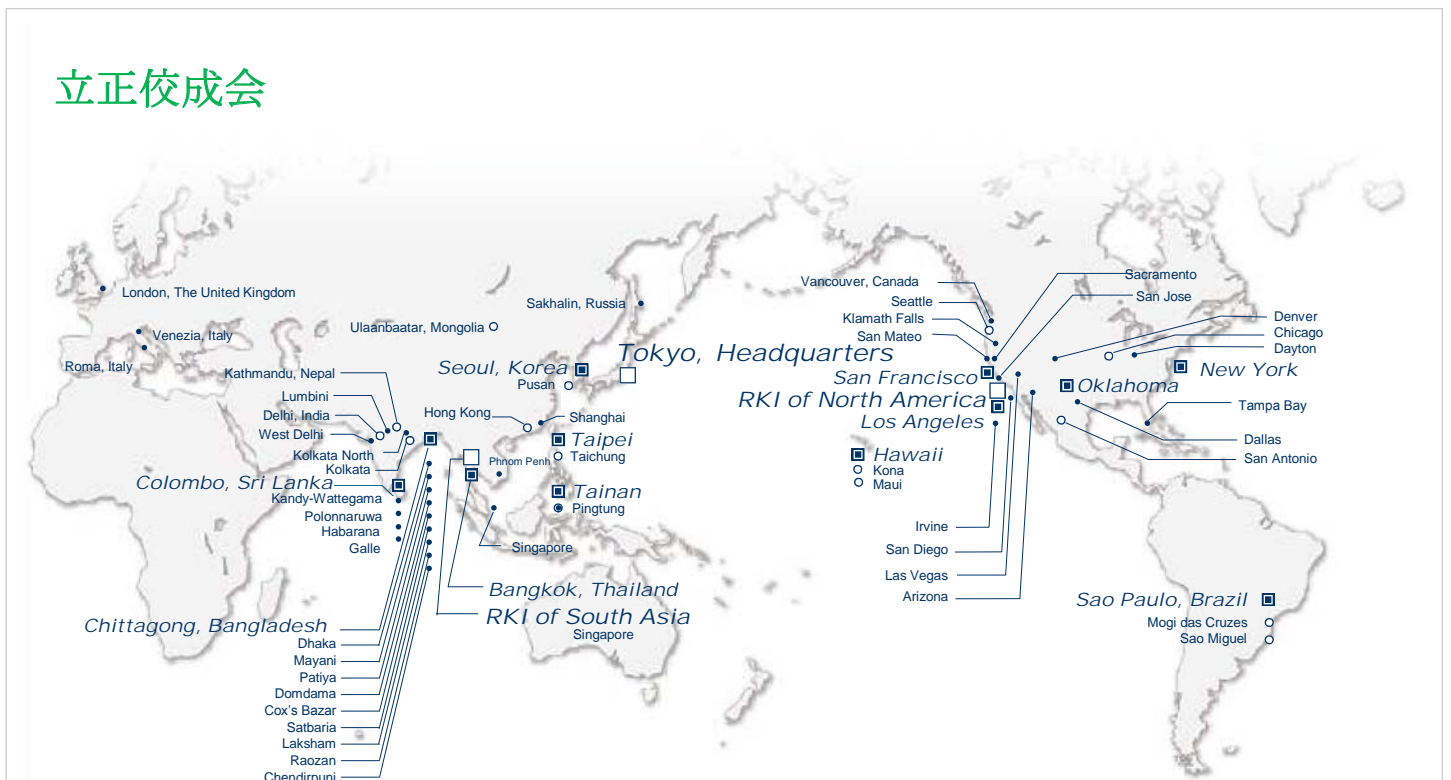 立正佼成会
London, The United Kingdom
Venezia, Italy
Roma, Italy
Ulaanbaatar, Mongolia
Sakhalin, Russia
Tokyo, Headquarters
Seoul, Korea
Pusan
Kathmandu, Nepal
Lumbini
Delhi, India
West Delhi
Kolkata North
Kolkata
Hong Kong
Shanghai
Taipei
Taichung
Phnom Penh
Colombo, Sri Lanka
Kandy-Wattegama
Polonnaruwa
Habarana
Galle
Tainan
Pingtung
Singapore
Bangkok, Thailand
RKI of South Asia
Singapore
Chittagong, Bangladesh
Dhaka
Mayani
Patiya
Domdama
Cox's Bazar
Satbaria
Laksham
Raozan
Chendirpuni
Vancouver, Canada
Seattle
Klamath Falls
San Mateo
Sacramento
San Jose
Denver
Chicago
Dayton
San Francisco
RKI of North America
Los Angeles
New York
Oklahoma
Tampa Bay
Dallas
San Antonio
Hawaii
Kona
Maui
Irvine
San Diego
Las Vegas
Arizona
Sao Paulo, Brazil
Mogi das Cruzes
Sao Miguel